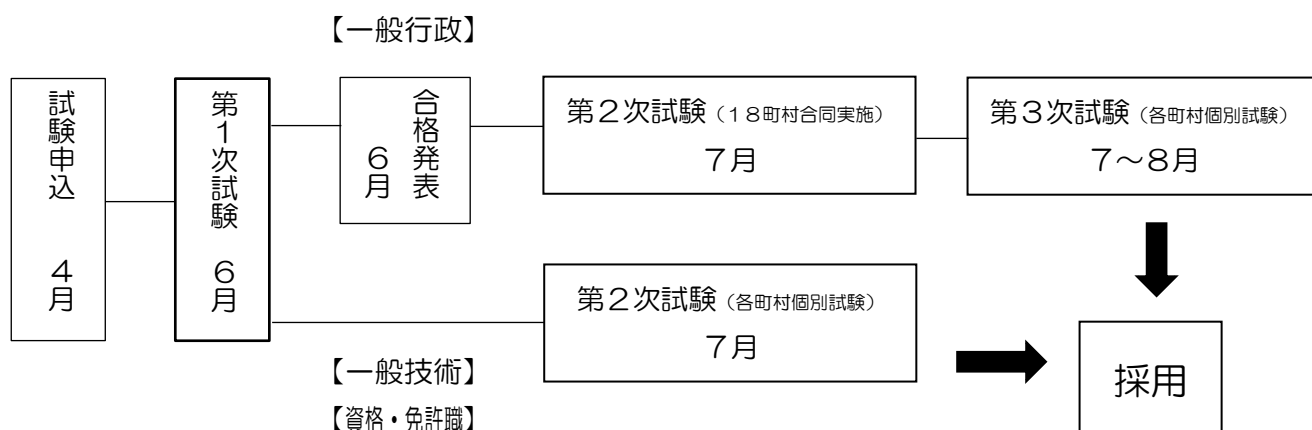 【一般行政】
試験申込　４月
第１次試験　６月
合格発表
６月
第２次試験（１８町村合同実施）
７月
第３次試験（各町村個別試験）
７～８月
第２次試験（各町村個別試験）
７月
【一般技術】
【資格・免許職】
採用